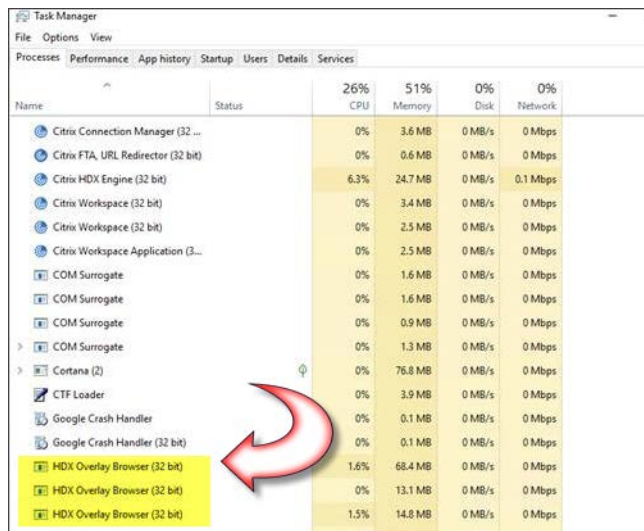 Task Manager
File Options View
Processes Performance App history Startup Users Details Services
26% 51% 0% 0%
Name Status CPU Memory Disk Network
Citrix Connection Manager (32 ... 0% 3.6 MB 0 MB/s 0 Mbps
Citrix FTA, URL Redirector (32 bit) 0% 0.6 MB 0 MB/s 0 Mbps
Citrix HDX Engine (32 bit) 6.3% 24.7 MB 0 MB/s 0.1 Mbps
Citrix Workspace (32 bit) 0% 3.4 MB 0 MB/s 0 Mbps
Citrix Workspace (32 bit) 0% 2.5 MB 0 MB/s 0 Mbps
Citrix Workspace Application (3... 0% 2.5 MB 0 MB/s 0 Mbps
COM Surrogate 0% 1.6 MB 0 MB/s 0 Mbps
COM Surrogate 0% 1.6 MB 0 MB/s 0 Mbps
COM Surrogate 0% 0.9 MB 0 MB/s 0 Mbps
COM Surrogate 0% 1.3 MB 0 MB/s 0 Mbps
Cortana (2) 0% 76.8 MB 0 MB/s 0 Mbps
CTF Loader 0% 3.9 MB 0 MB/s 0 Mbps
Google Crash Handler 0% 0.1 MB 0 MB/s 0 Mbps
Google Crash Handler (32 bit) 0% 0.1 MB 0 MB/s 0 Mbps
HDX Overlay Browser (32 bit) 1.6% 68.4 MB 0 MB/s 0 Mbps
HDX Overlay Browser (32 bit) 0% 13.1 MB 0 MB/s 0 Mbps
HDX Overlay Browser (32 bit) 1.5% 14.8 MB 0 MB/s 0 Mbps